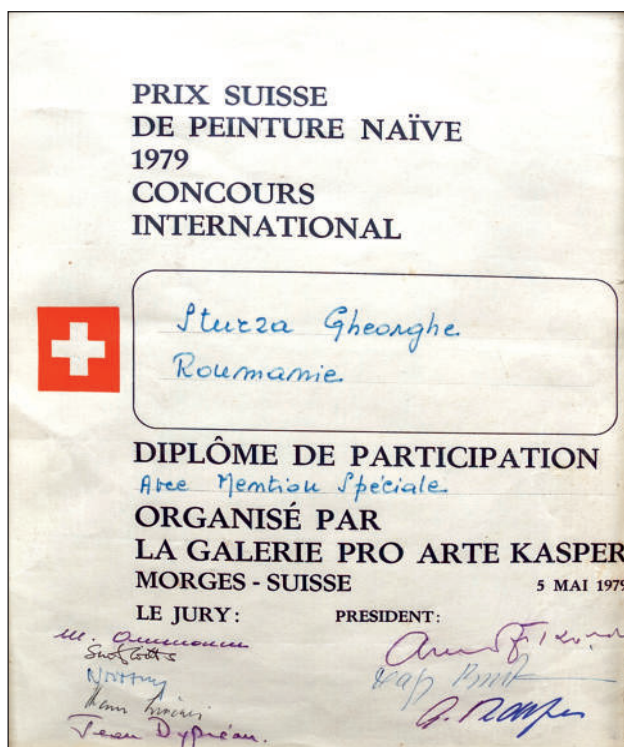 PRIX SUISSE
DE PEINTURE NAÏVE
1979
CONCOURS
INTERNATIONAL
Sturza Gheorghe
Roumanie
DIPLÔME DE PARTICIPATION
Avec Mention Spéciale
ORGANISÉ PAR
LA GALERIE PRO ARTE KASPER
MORGES - SUISSE 5 MAI 1979
LE JURY: PRESIDENT:
Jean Dypréau.